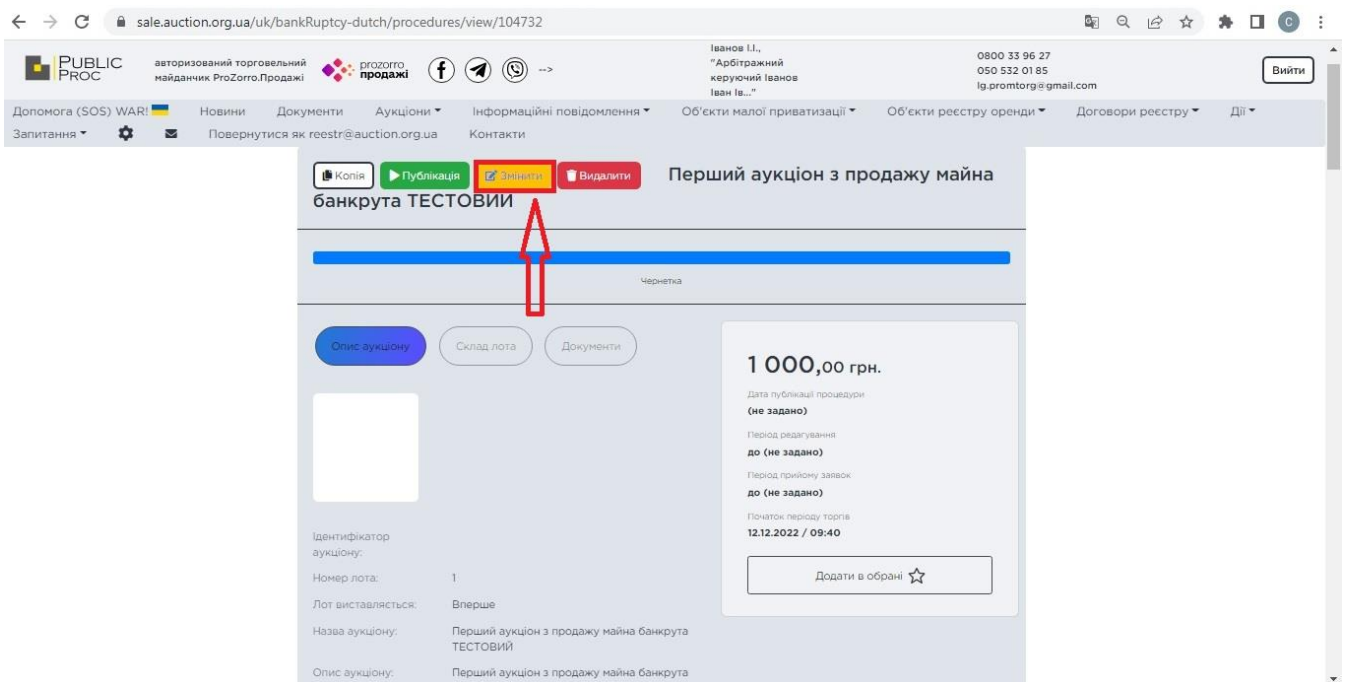 sale.auction.org.ua/uk/bankRuptcy-dutch/procedures/view/104732
C
PUBLIC
PROC
авторизований торговельний
майданчик ProZorro.Продажі
prozorro
продажі
-->
Іванов І.І.,
"Арбітражний
керуючий Іванов
Іван Ів..."
0800 33 96 27
050 532 01 85
lg.promtorg@gmail.com
Вийти
Допомога (SOS) WAR! Новини Документи Аукціони Інформаційні повідомлення Об'єкти малої приватизації Об'єкти реєстру оренди Договори реєстру Дії
Запитання Повернутися як reestr@auction.org.ua Контакти
Копія Публікація Змінити Видалити Перший аукціон з продажу майна
банкрута ТЕСТОВИЙ
Чернетка
Опис аукціону Склад лота Документи
1 000,00 грн.
Дата публікації процедури
(не задано)
Період редагування
до (не задано)
Період прийому заявок
до (не задано)
Початок періоду торгів
12.12.2022 / 09:40
Додати в обрані
Ідентифікатор
аукціону:
Номер лота: 1
Лот виставляється: Вперше
Назва аукціону: Перший аукціон з продажу майна банкрута
ТЕСТОВИЙ
Опис аукціону: Перший аукціон з продажу майна банкрута